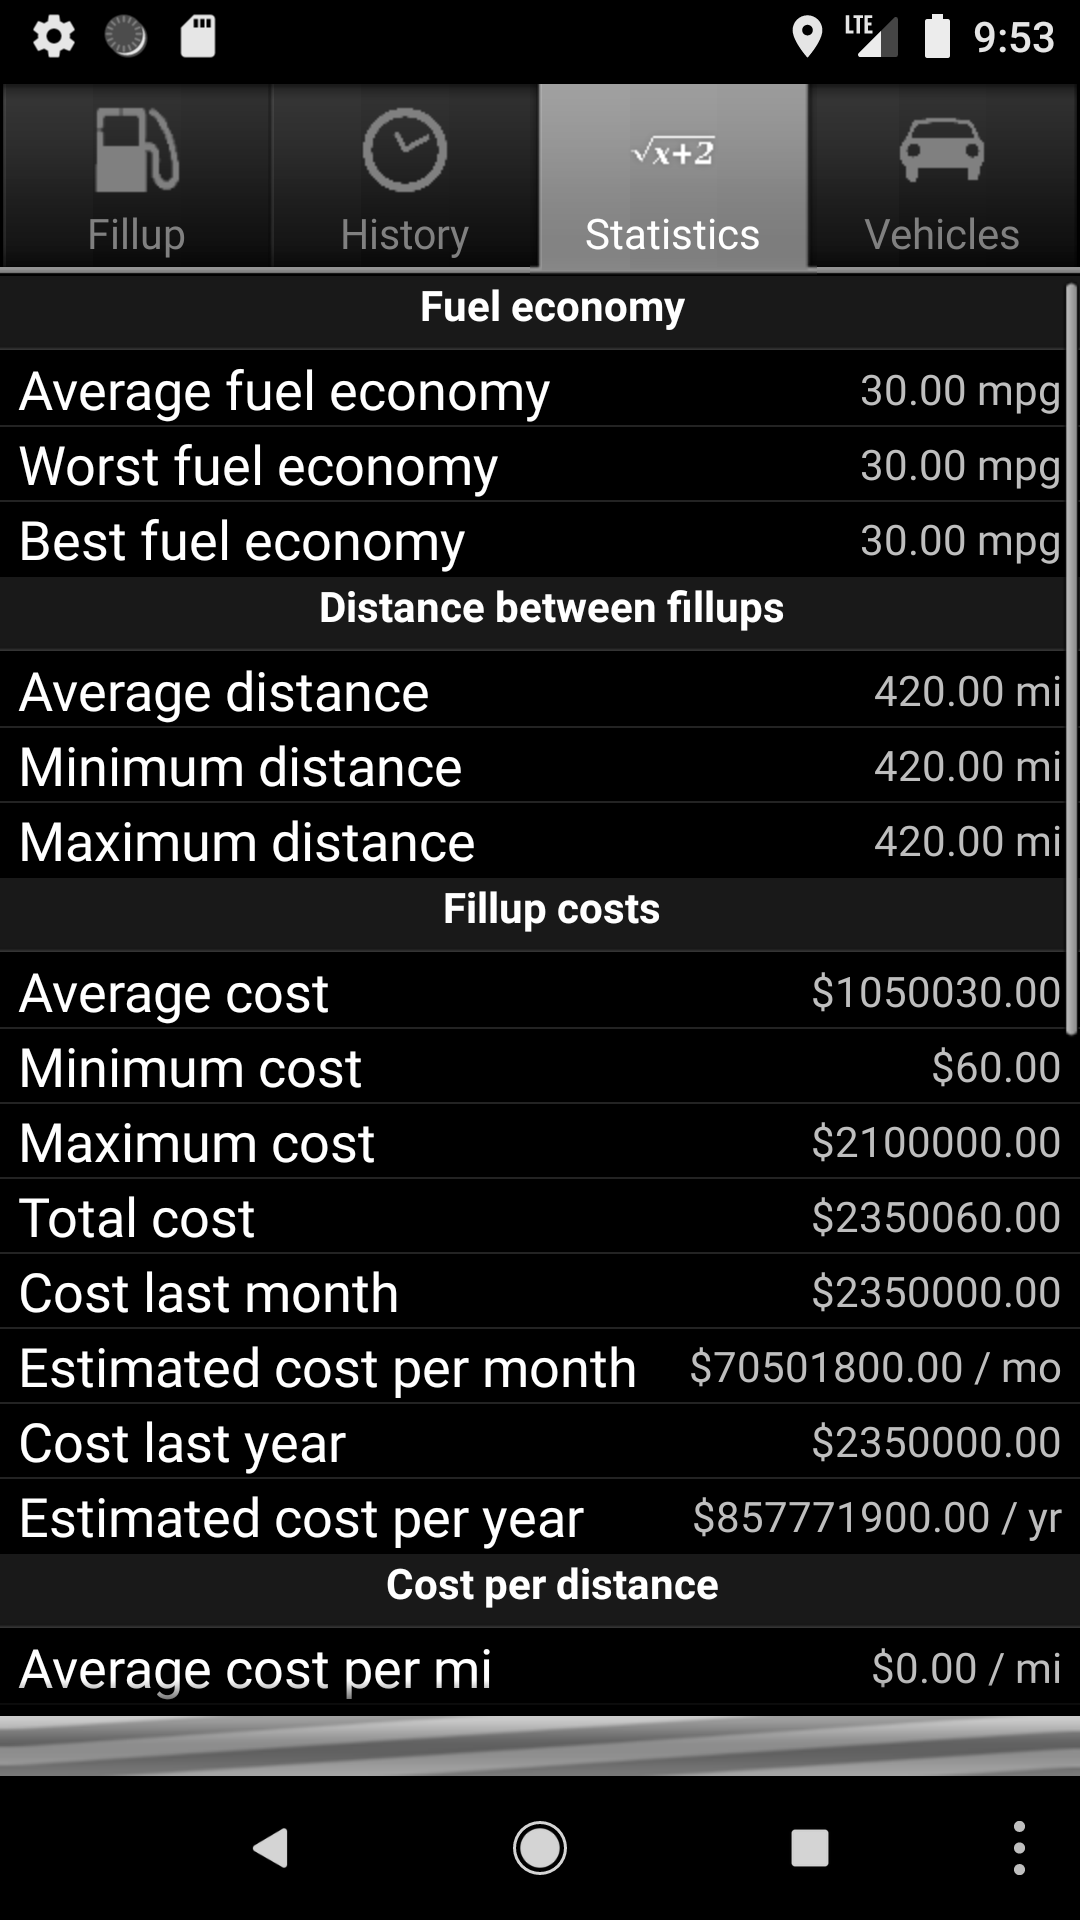 LTE 9:53
√x+2
Fillup History Statistics Vehicles
Fuel economy
Average fuel economy 30.00 mpg
Worst fuel economy 30.00 mpg
Best fuel economy 30.00 mpg
Distance between fillups
Average distance 420.00 mi
Minimum distance 420.00 mi
Maximum distance 420.00 mi
Fillup costs
Average cost $1050030.00
Minimum cost $60.00
Maximum cost $2100000.00
Total cost $2350060.00
Cost last month $2350000.00
Estimated cost per month $70501800.00 / mo
Cost last year $2350000.00
Estimated cost per year $857771900.00 / yr
Cost per distance
Average cost per mi $0.00 / mi